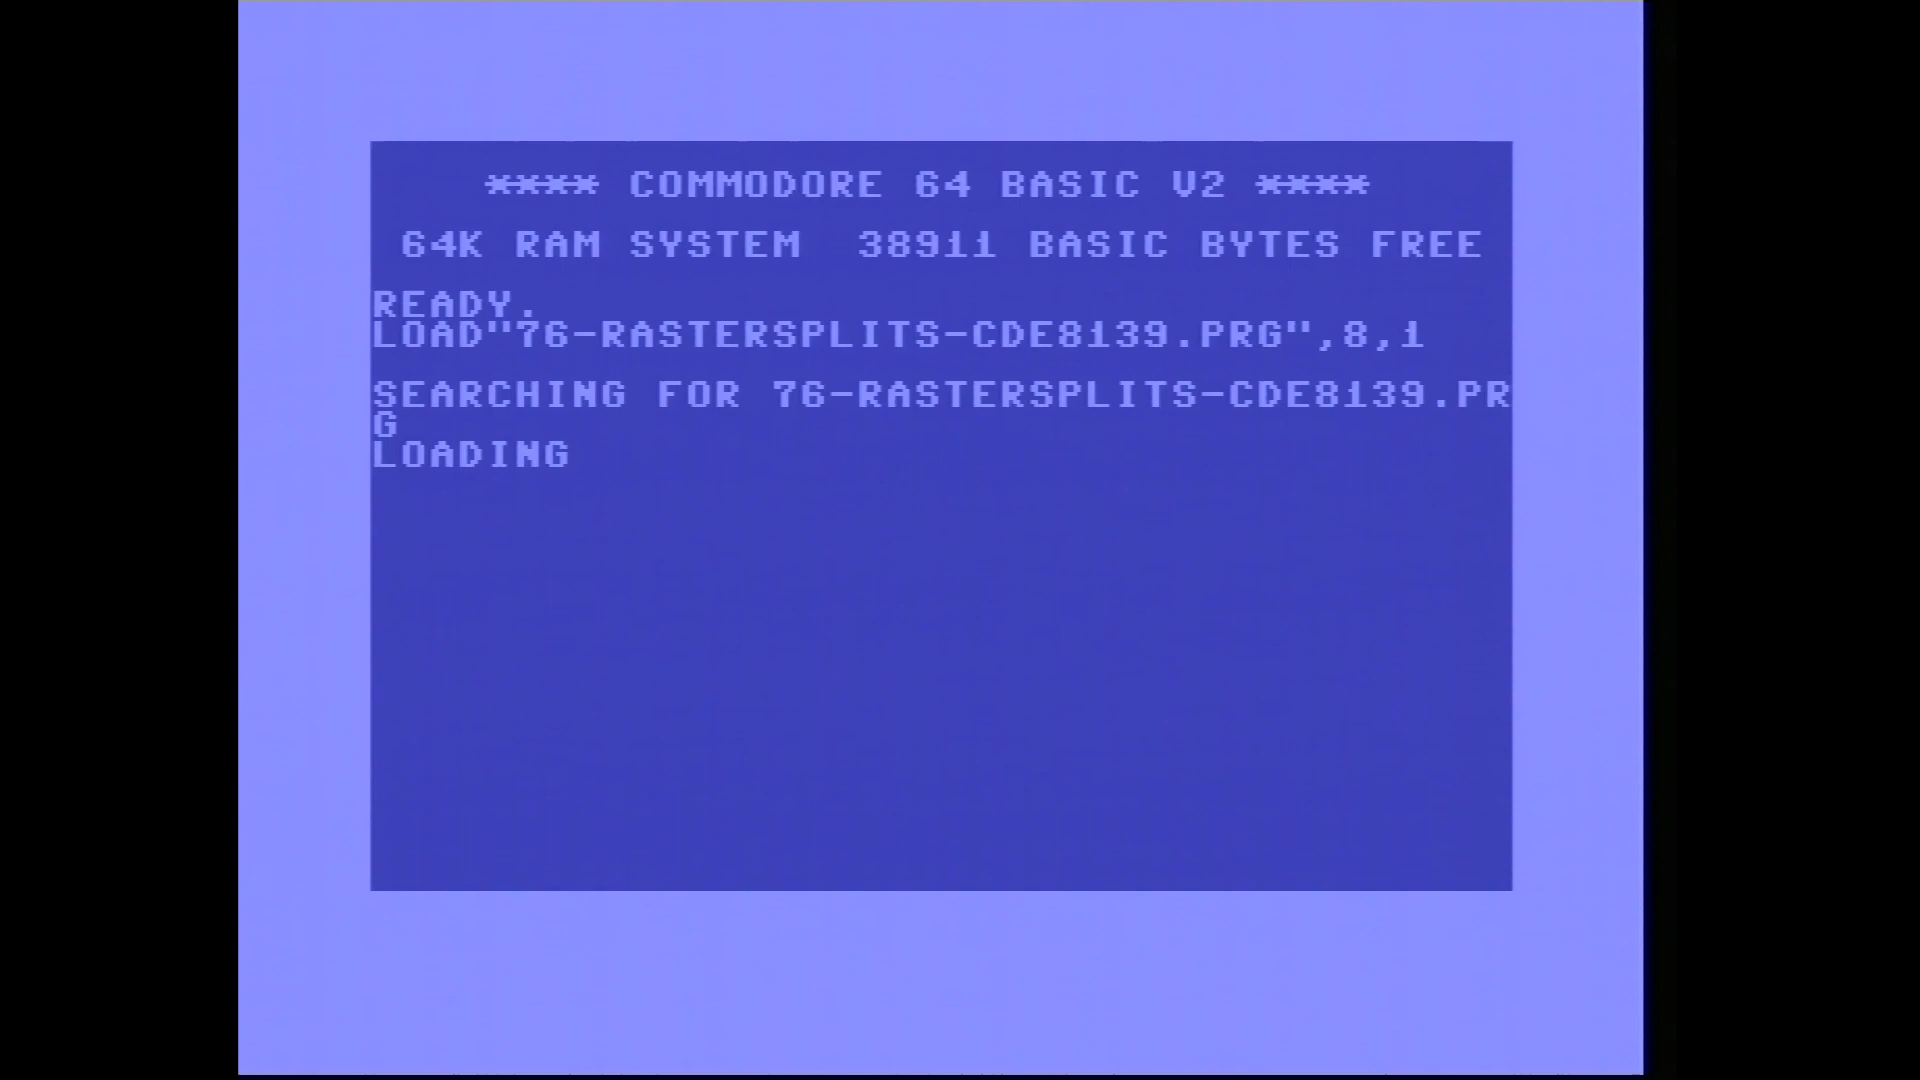 **** COMMODORE 64 BASIC V2 ****
64K RAM SYSTEM  38911 BASIC BYTES FREE
READY.
LOAD"76-RASTERSPLITS-CDE8139.PRG",8,1
SEARCHING FOR 76-RASTERSPLITS-CDE8139.PR
G
LOADING